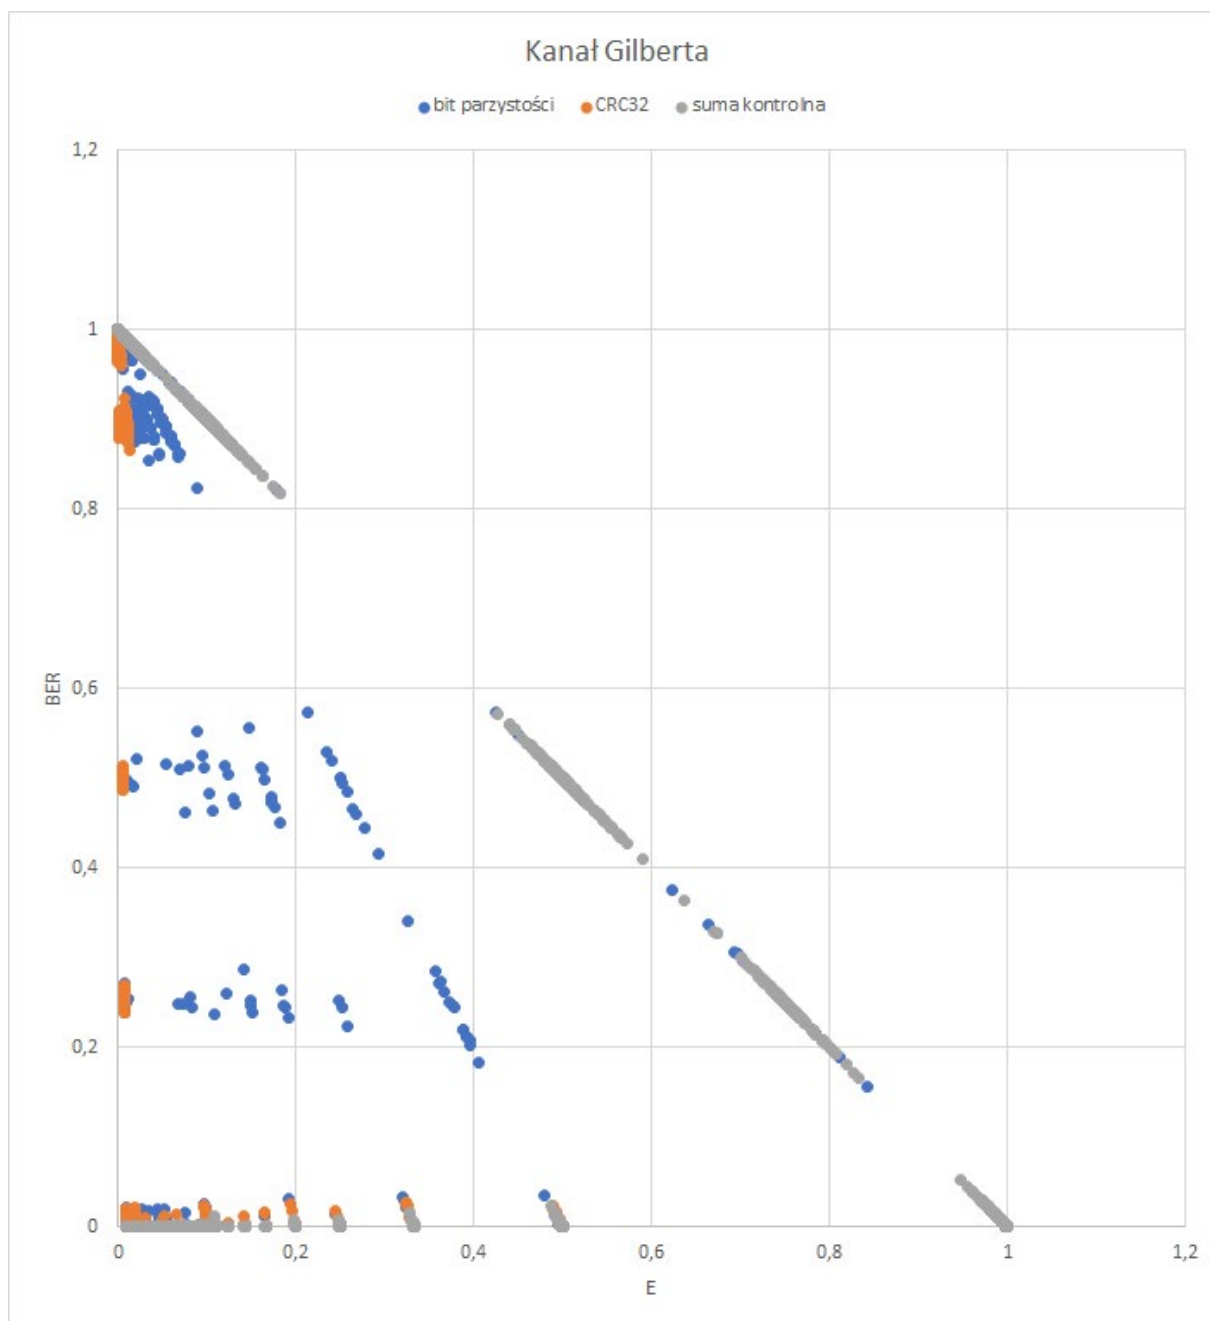 Kanał Gilberta
bit parzystości CRC32 suma kontrolna
1,2
1
0,8
0,6
0,4
0,2
0
BER
0 0,2 0,4 0,6 0,8 1 1,2
E